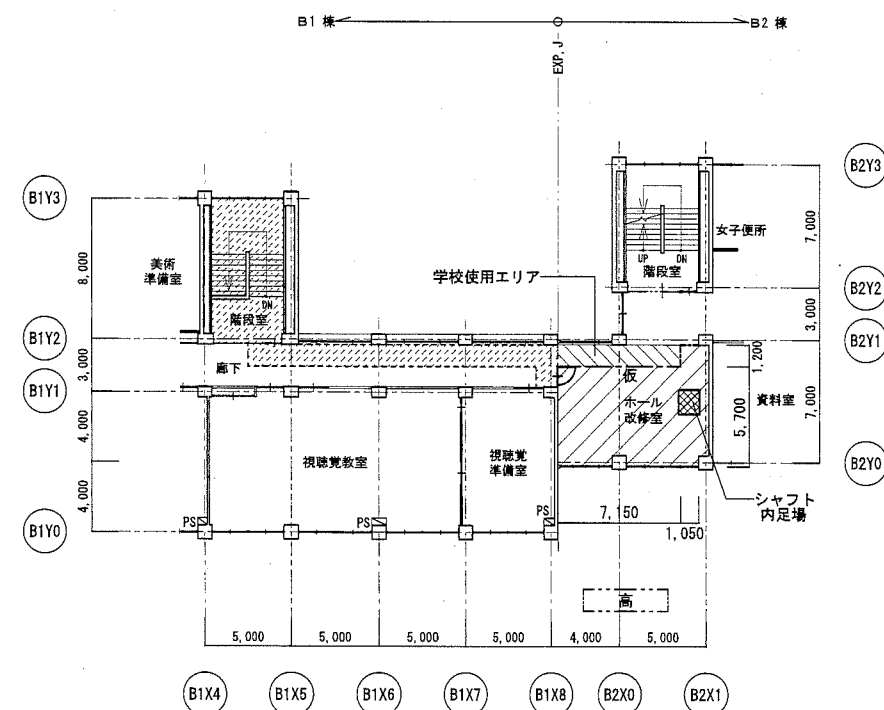 B1 棟
B2 棟
EXP.J
B1Y3
B2Y3
8,000
美術
準備室
DN
階段室
UP
DN
階段室
女子便所
7,000
学校使用エリア
B2Y2
3,000
B1Y2
B2Y1
3,000
廊下
1,200
仮
B1Y1
ホール
改修室
5,700
資料室
7,000
4,000
視聴覚教室
視聴覚
準備室
B2Y0
4,000
シャフト
内足場
PS
PS
PS
7,150
1,050
B1Y0
高
5,000
5,000
5,000
5,000
4,000
5,000
B1X4
B1X5
B1X6
B1X7
B1X8
B2X0
B2X1